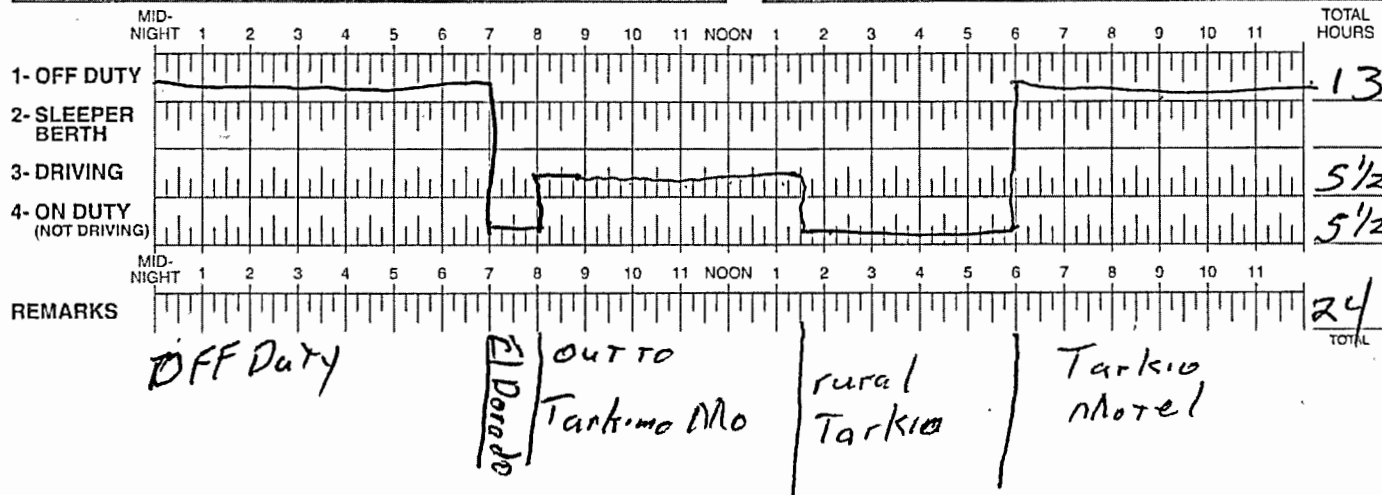 MID-NIGHT 1 2 3 4 5 6 7 8 9 10 11 NOON 1 2 3 4 5 6 7 8 9 10 11 TOTAL HOURS
1- OFF DUTY 13
2- SLEEPER BERTH
3- DRIVING 5 1/2
4- ON DUTY (NOT DRIVING) 5 1/2
MID-NIGHT 1 2 3 4 5 6 7 8 9 10 11 NOON 1 2 3 4 5 6 7 8 9 10 11
REMARKS 24
TOTAL
OFF Duty
El Dorado
OUT TO
Tarkimo Mo
rural
Tarkio
Tarkio
Motel